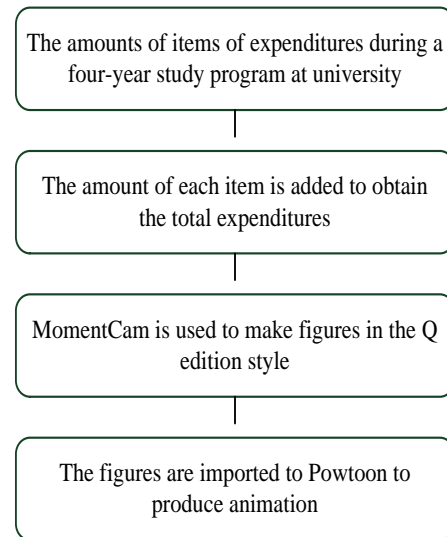 The amounts of items of expenditures during a
four-year study program at university
The amount of each item is added to obtain
the total expenditures
MomentCam is used to make figures in the Q
edition style
The figures are imported to Powtoon to
produce animation